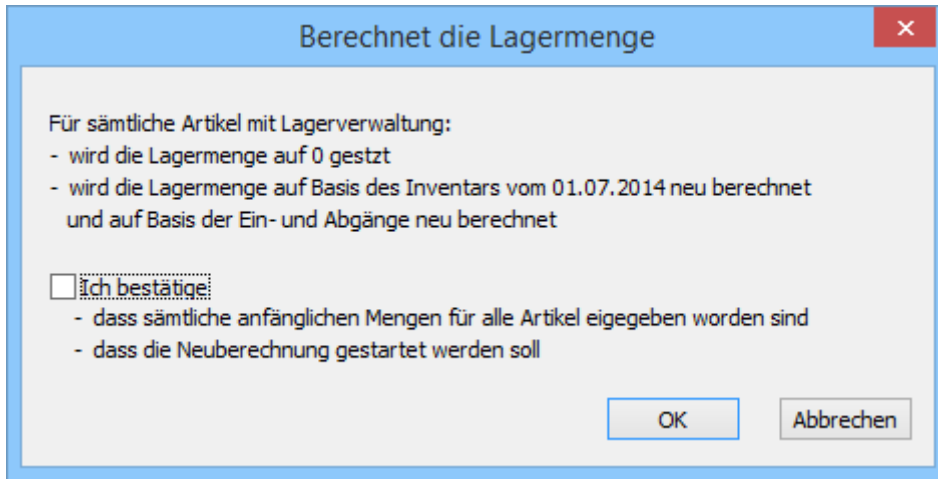 Berechnet die Lagermenge
Für sämtliche Artikel mit Lagerverwaltung:
- wird die Lagermenge auf 0 gestzt
- wird die Lagermenge auf Basis des Inventars vom 01.07.2014 neu berechnet
und auf Basis der Ein- und Abgänge neu berechnet
Ich bestätige
- dass sämtliche anfänglichen Mengen für alle Artikel eigegeben worden sind
- dass die Neuberechnung gestartet werden soll
OK Abbrechen